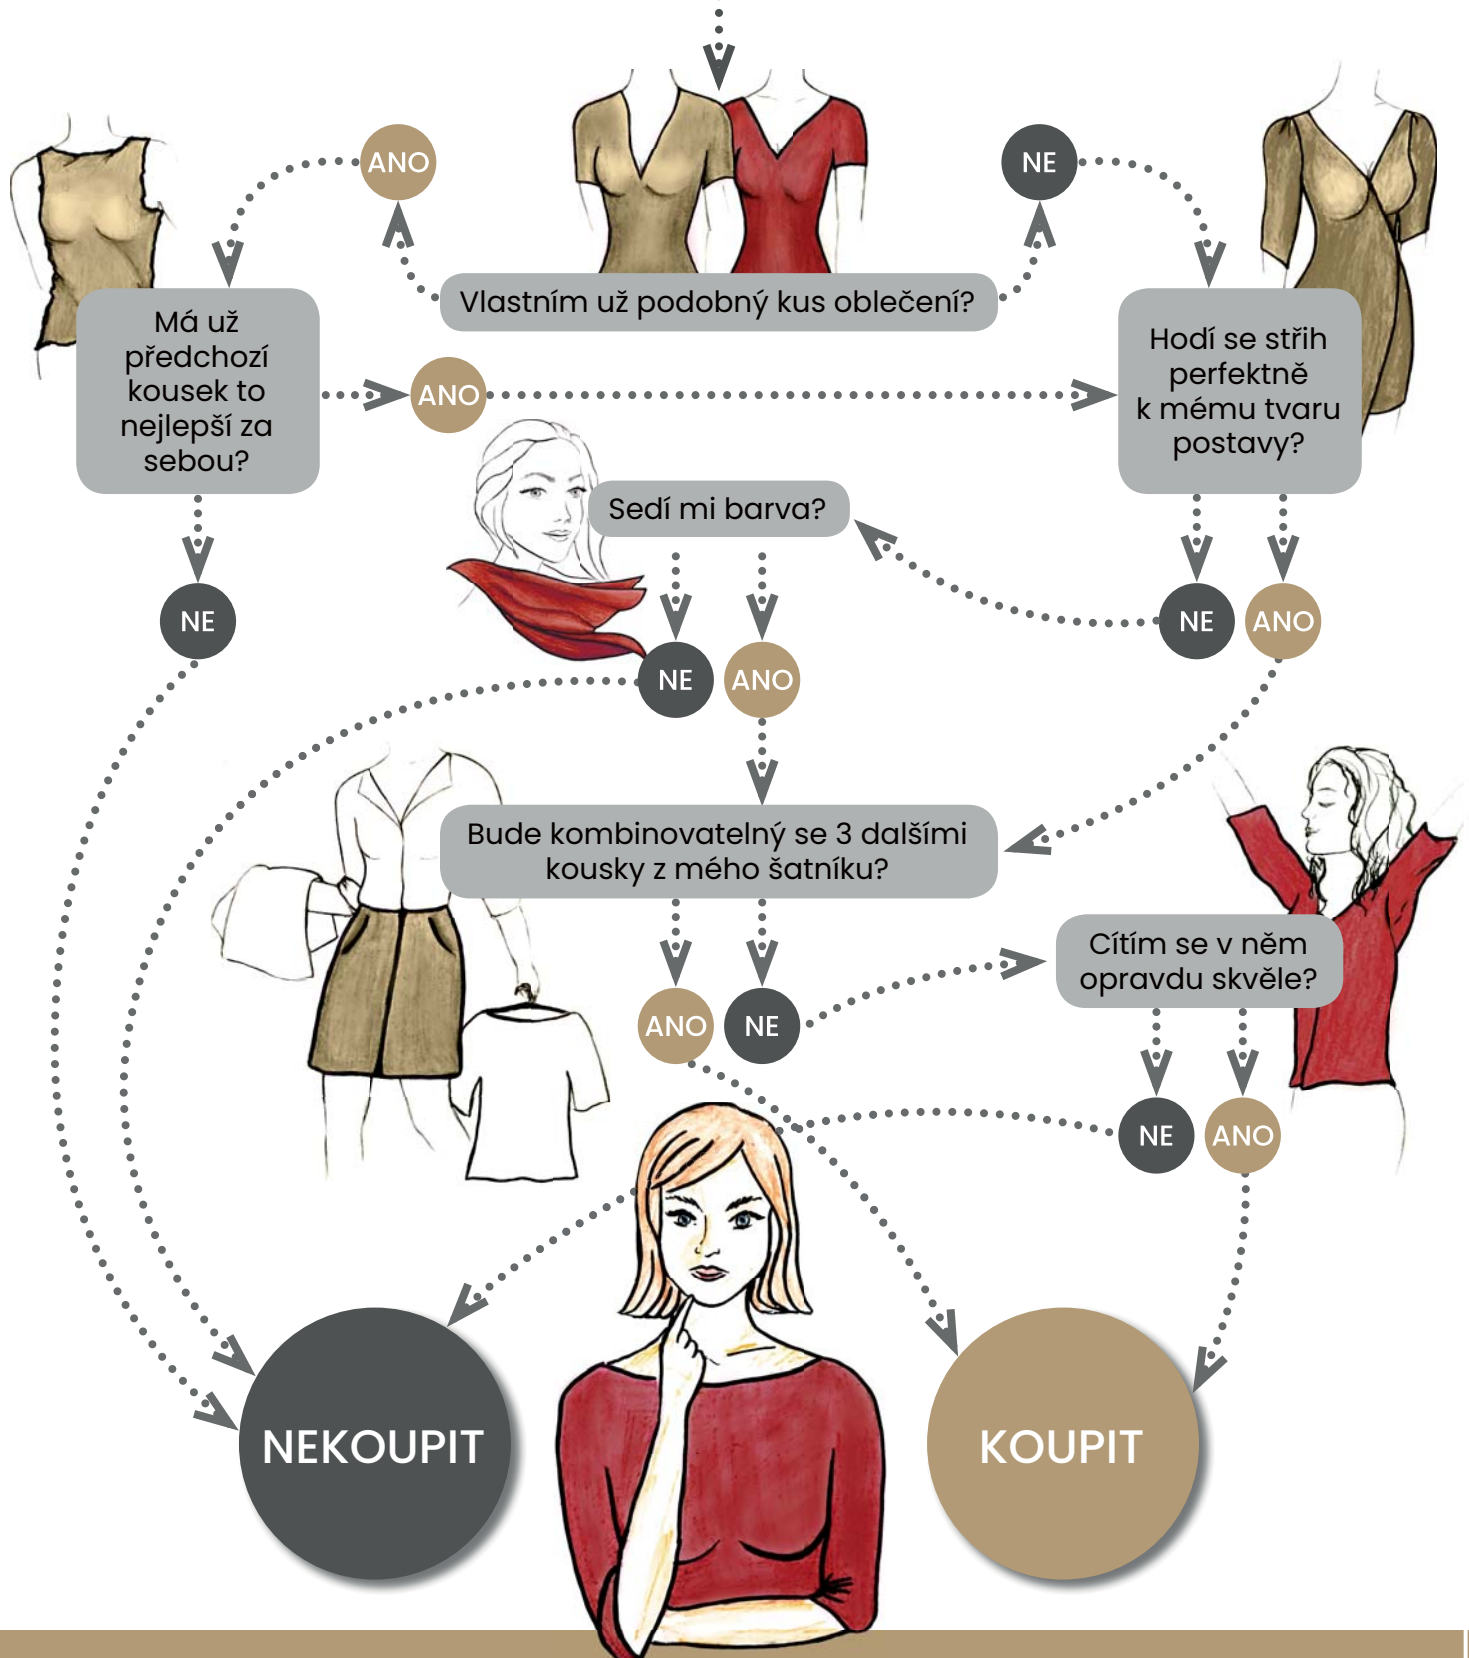 ANO
NE
Vlastním už podobný kus oblečení?
Má už
předchozí
kousek to
nejlepší za
sebou?
Hodí se střih
perfektně
k mému tvaru
postavy?
ANO
Sedí mi barva?
NE
NE
ANO
NE
ANO
Bude kombinovatelný se 3 dalšími
kousky z mého šatníku?
Cítím se v něm
opravdu skvěle?
ANO
NE
NE
ANO
NEKOUPIT
KOUPIT